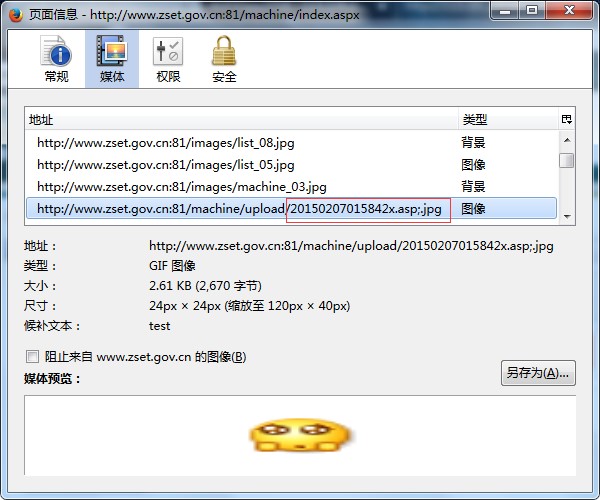 页面信息 - http://www.zset.gov.cn:81/machine/index.aspx
常规 媒体 权限 安全
地址 类型
http://www.zset.gov.cn:81/images/list_08.jpg 背景
http://www.zset.gov.cn:81/images/list_05.jpg 图像
http://www.zset.gov.cn:81/images/machine_03.jpg 背景
http://www.zset.gov.cn:81/machine/upload/20150207015842x.asp;.jpg 图像
地址： http://www.zset.gov.cn:81/machine/upload/20150207015842x.asp;.jpg
类型： GIF 图像
大小： 2.61 KB (2,670 字节)
尺寸： 24px × 24px (缩放至 120px × 40px)
候补文本： test
阻止来自 www.zset.gov.cn 的图像(B)
另存为(A)...
媒体预览：